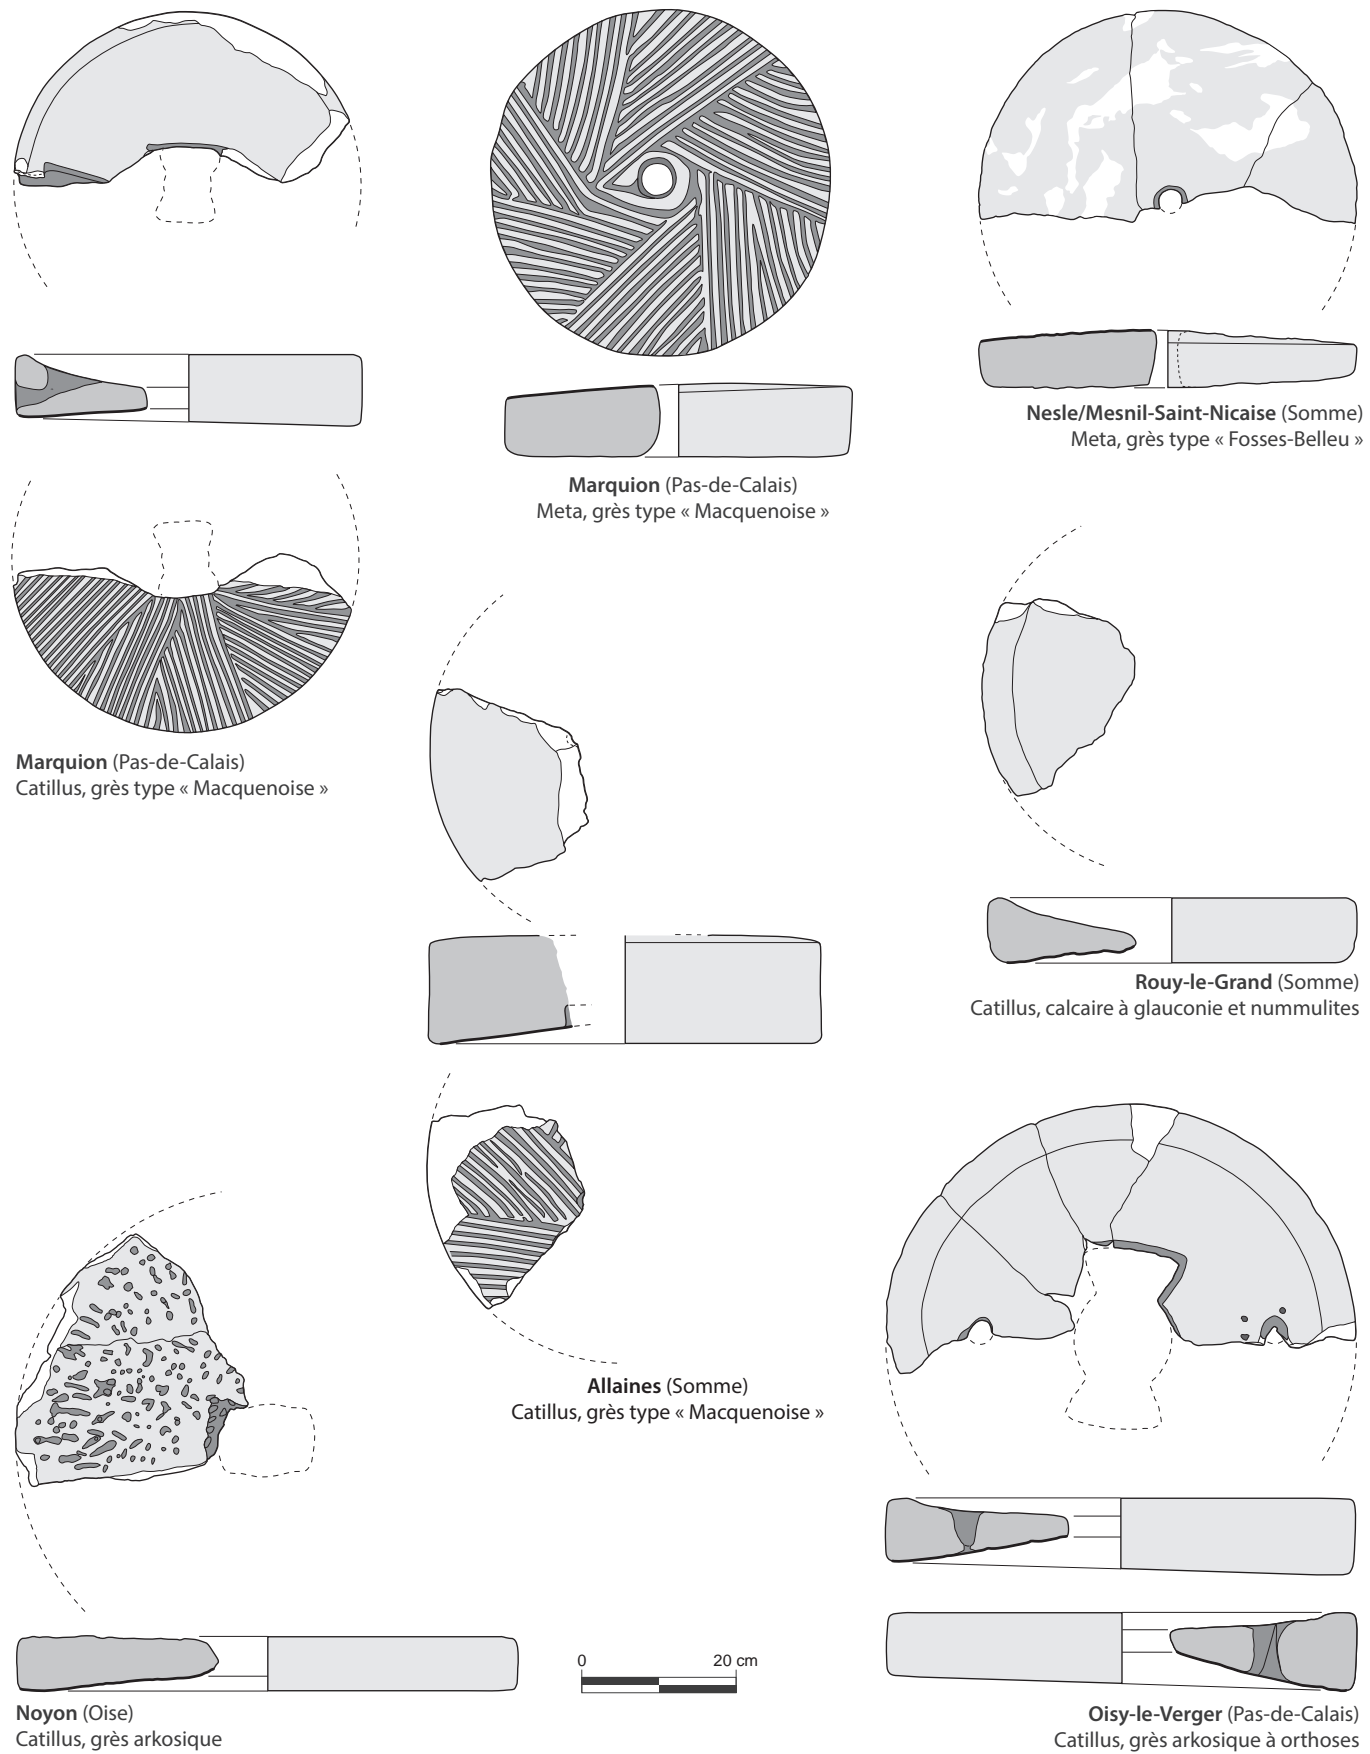 Nesle/Mesnil-Saint-Nicaise (Somme)
Meta, grès type « Fosses-Belleu »
Marquion (Pas-de-Calais)
Meta, grès type « Macquenoise »
Marquion (Pas-de-Calais)
Catillus, grès type « Macquenoise »
Rouy-le-Grand (Somme)
Catillus, calcaire à glauconie et nummulites
Allaines (Somme)
Catillus, grès type « Macquenoise »
0 20 cm
Noyon (Oise)
Catillus, grès arkosique
Oisy-le-Verger (Pas-de-Calais)
Catillus, grès arkosique à orthoses